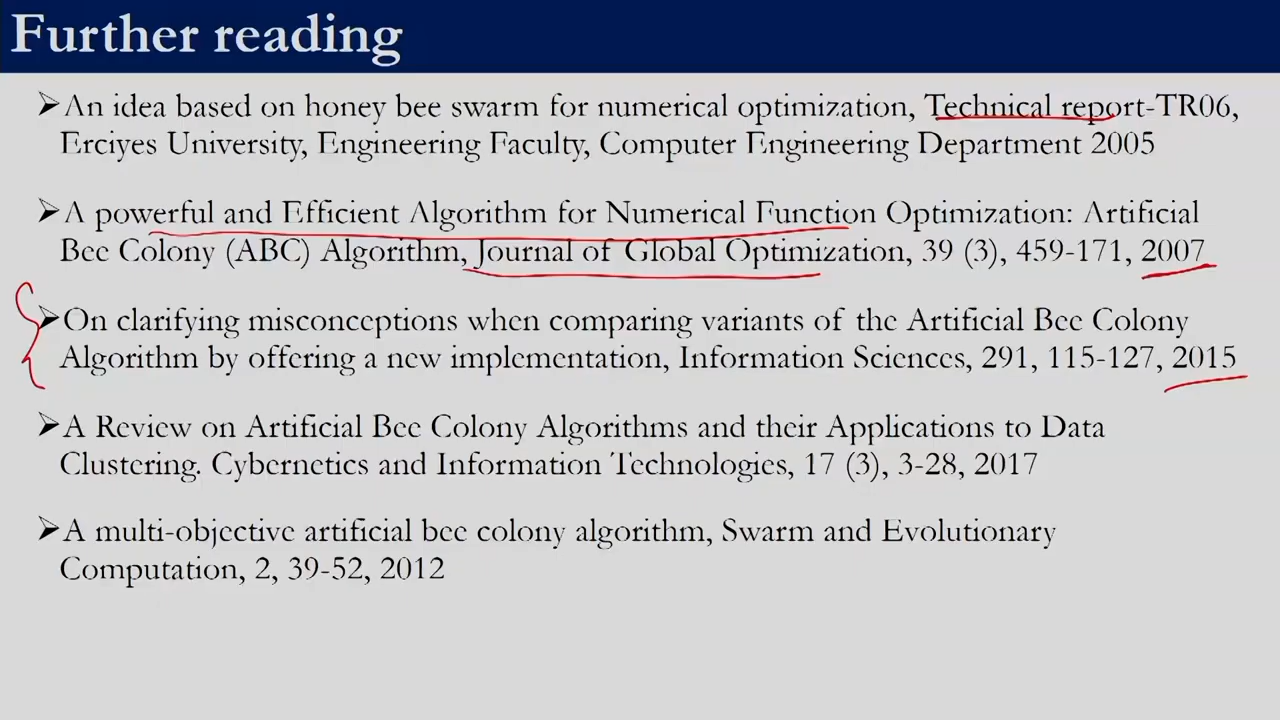 Further reading
➤An idea based on honey bee swarm for numerical optimization, Technical report-TR06,
Erciyes University, Engineering Faculty, Computer Engineering Department 2005
➤A powerful and Efficient Algorithm for Numerical Function Optimization: Artificial
Bee Colony (ABC) Algorithm, Journal of Global Optimization, 39 (3), 459-171, 2007
➤On clarifying misconceptions when comparing variants of the Artificial Bee Colony
Algorithm by offering a new implementation, Information Sciences, 291, 115-127, 2015
➤A Review on Artificial Bee Colony Algorithms and their Applications to Data
Clustering. Cybernetics and Information Technologies, 17 (3), 3-28, 2017
➤A multi-objective artificial bee colony algorithm, Swarm and Evolutionary
Computation, 2, 39-52, 2012